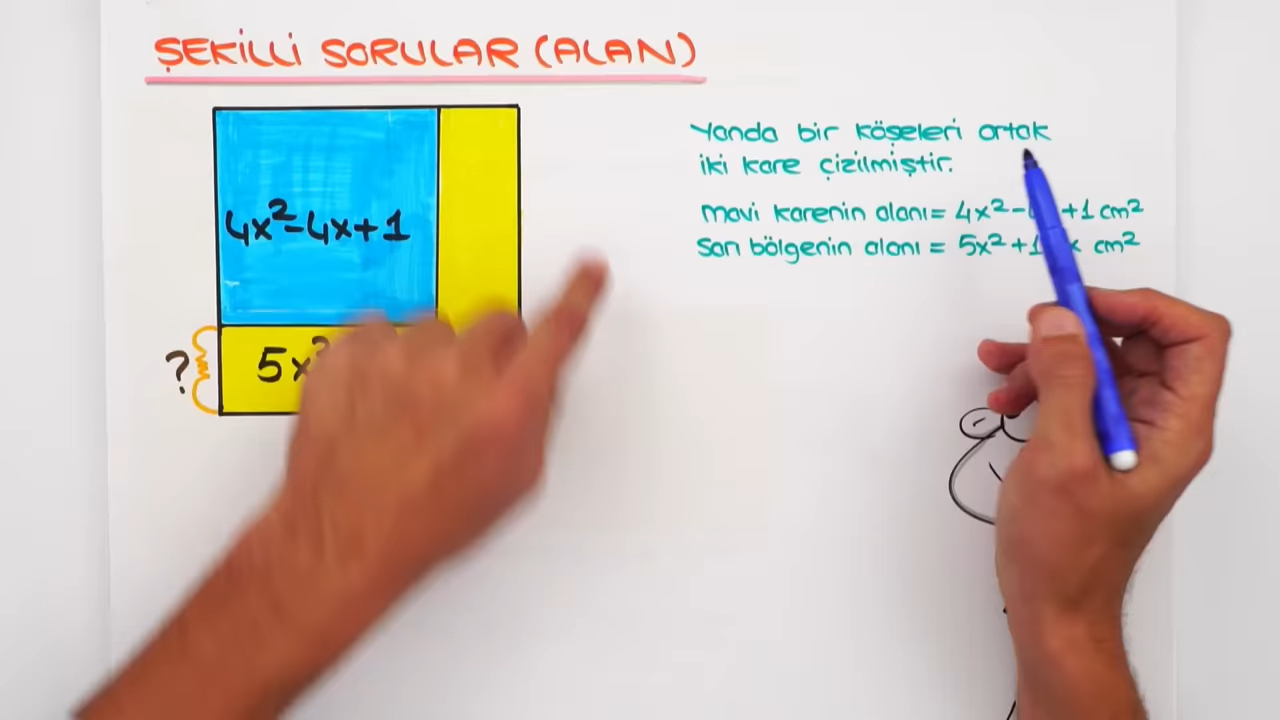 ŞEKİLLİ SORULAR (ALAN)
4x²-4x+1
?
5x²
Yanda bir köşeleri ortak
iki kare çizilmiştir.
Mavi karenin alanı= 4x²- +1 cm²
Sarı bölgenin alanı = 5x²+1 x cm²